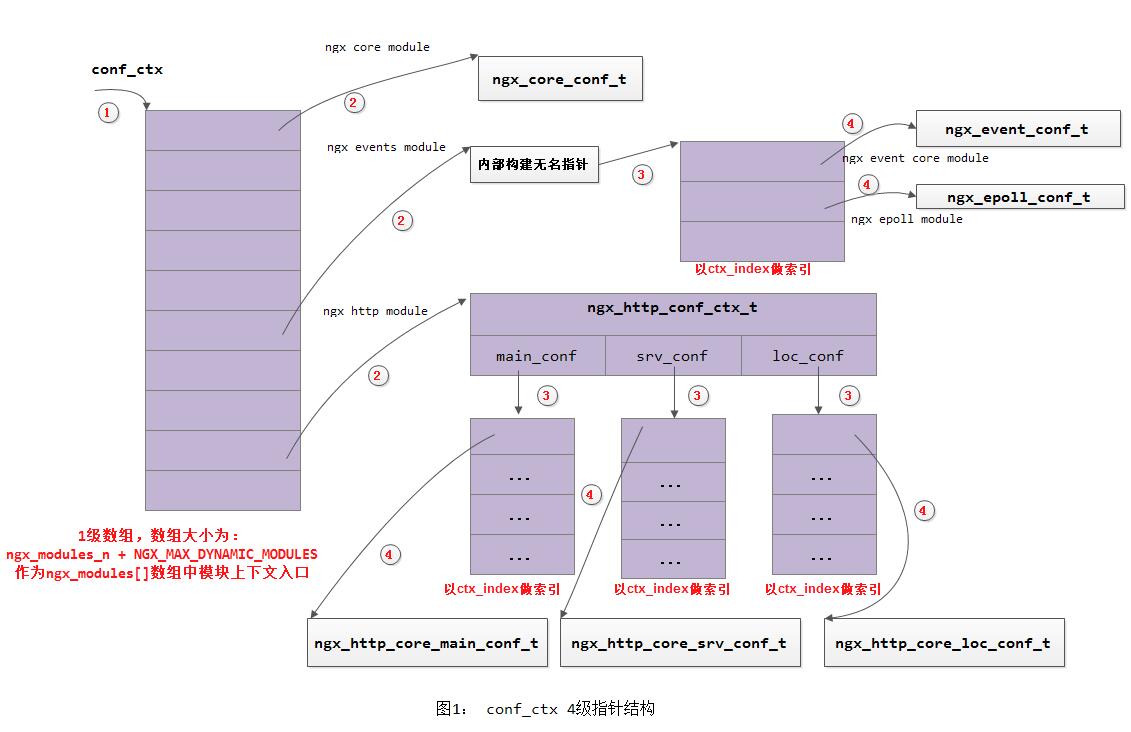 ngx core module
conf_ctx
ngx_core_conf_t
1
2
4
ngx_event_conf_t
ngx events module
内部构建无名指针
3
ngx event core module
4
ngx_epoll_conf_t
2
ngx epoll module
以ctx_index做索引
ngx http module
ngx_http_conf_ctx_t
main_conf
srv_conf
loc_conf
2
3
3
3
...
...
...
...
...
...
...
...
...
4
4
4
1级数组，数组大小为：
ngx_modules_n + NGX_MAX_DYNAMIC_MODULES
作为ngx_modules[]数组中模块上下文入口
以ctx_index做索引
以ctx_index做索引
以ctx_index做索引
ngx_http_core_main_conf_t
ngx_http_core_srv_conf_t
ngx_http_core_loc_conf_t
图1： conf_ctx 4级指针结构